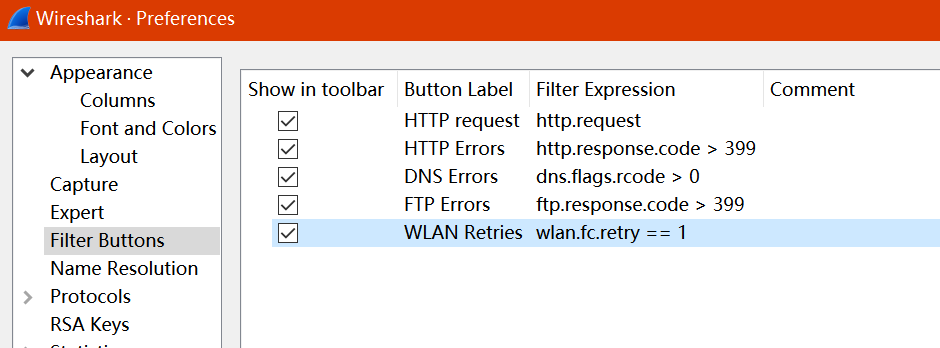 Wireshark · Preferences
Appearance
Columns
Font and Colors
Layout
Capture
Expert
Filter Buttons
Name Resolution
Protocols
RSA Keys
Show in toolbar Button Label Filter Expression Comment
HTTP request http.request
HTTP Errors http.response.code > 399
DNS Errors dns.flags.rcode > 0
FTP Errors ftp.response.code > 399
WLAN Retries wlan.fc.retry == 1